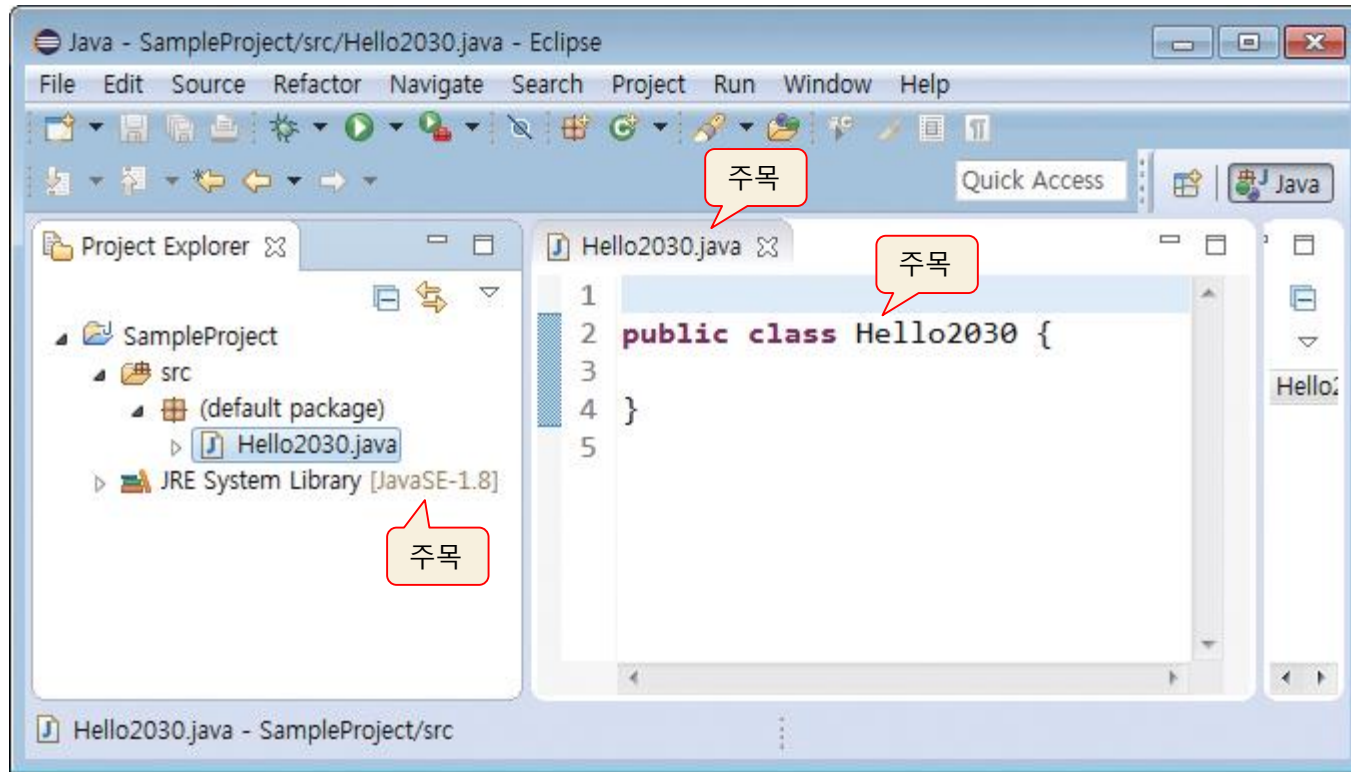 Java - SampleProject/src/Hello2030.java - Eclipse
File Edit Source Refactor Navigate Search Project Run Window Help
주목
Quick Access
Java
Project Explorer
Hello2030.java
주목
1
2 public class Hello2030 {
3
4 }
5
SampleProject
src
(default package)
Hello2030.java
JRE System Library [JavaSE-1.8]
주목
Hello2
Hello2030.java - SampleProject/src